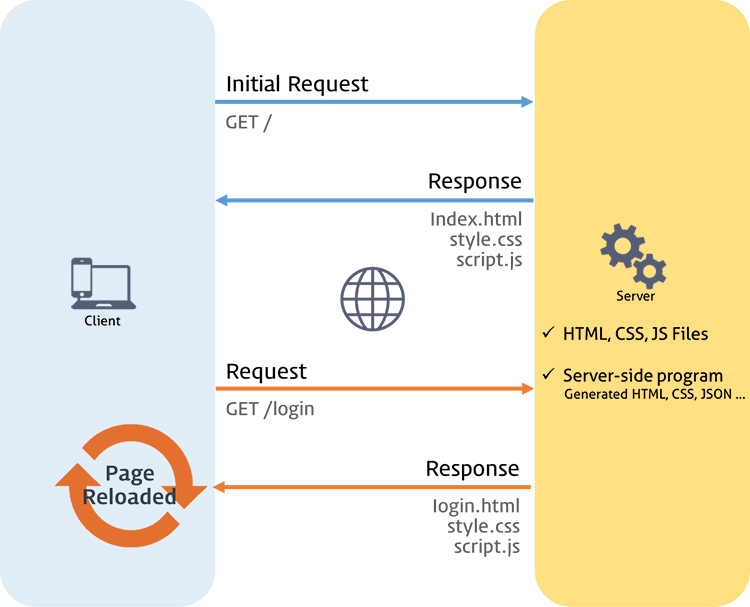 Initial Request
GET /
Response
Index.html
style.css
script.js
Client
Server
✓ HTML, CSS, JS Files
✓ Server-side program
Generated HTML, CSS, JSON ...
Request
GET /login
Response
login.html
style.css
script.js
Page
Reloaded